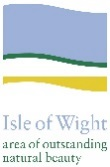 Isle of Wight
area of outstanding
natural beauty